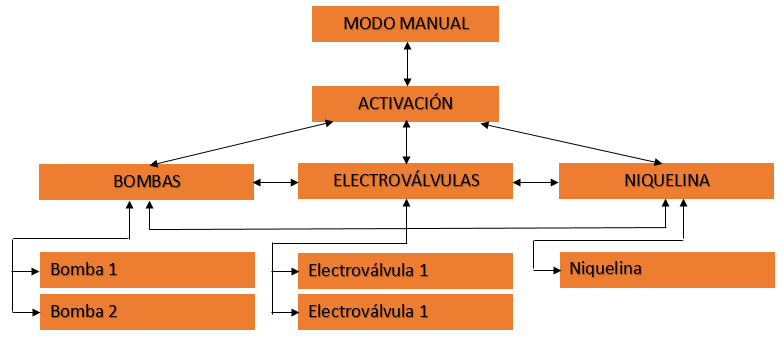 MODO MANUAL
ACTIVACIÓN
BOMBAS
ELECTROVÁLVULAS
NIQUELINA
Bomba 1
Electroválvula 1
Niquelina
Bomba 2
Electroválvula 1